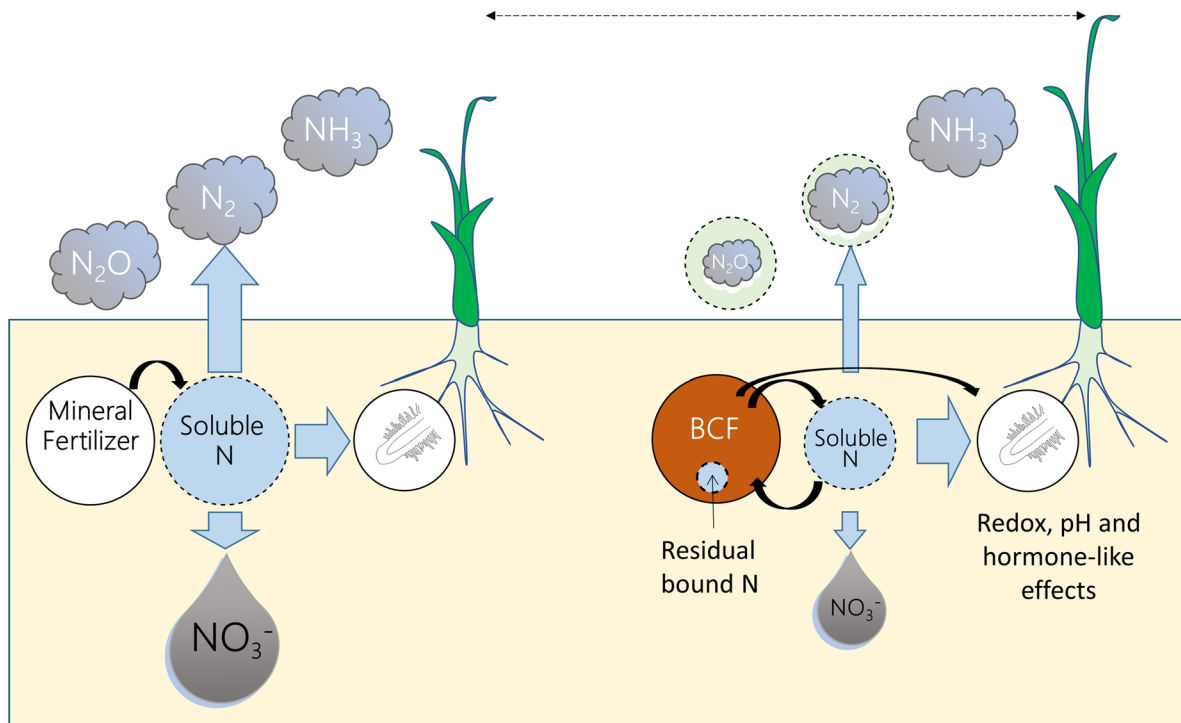 NH₃
N₂
N₂O
Mineral
Fertilizer
Soluble
N
NO₃⁻
NH₃
N₂
N₂O
BCF
Soluble
N
Residual
bound N
NO₃⁻
Redox, pH and
hormone-like
effects